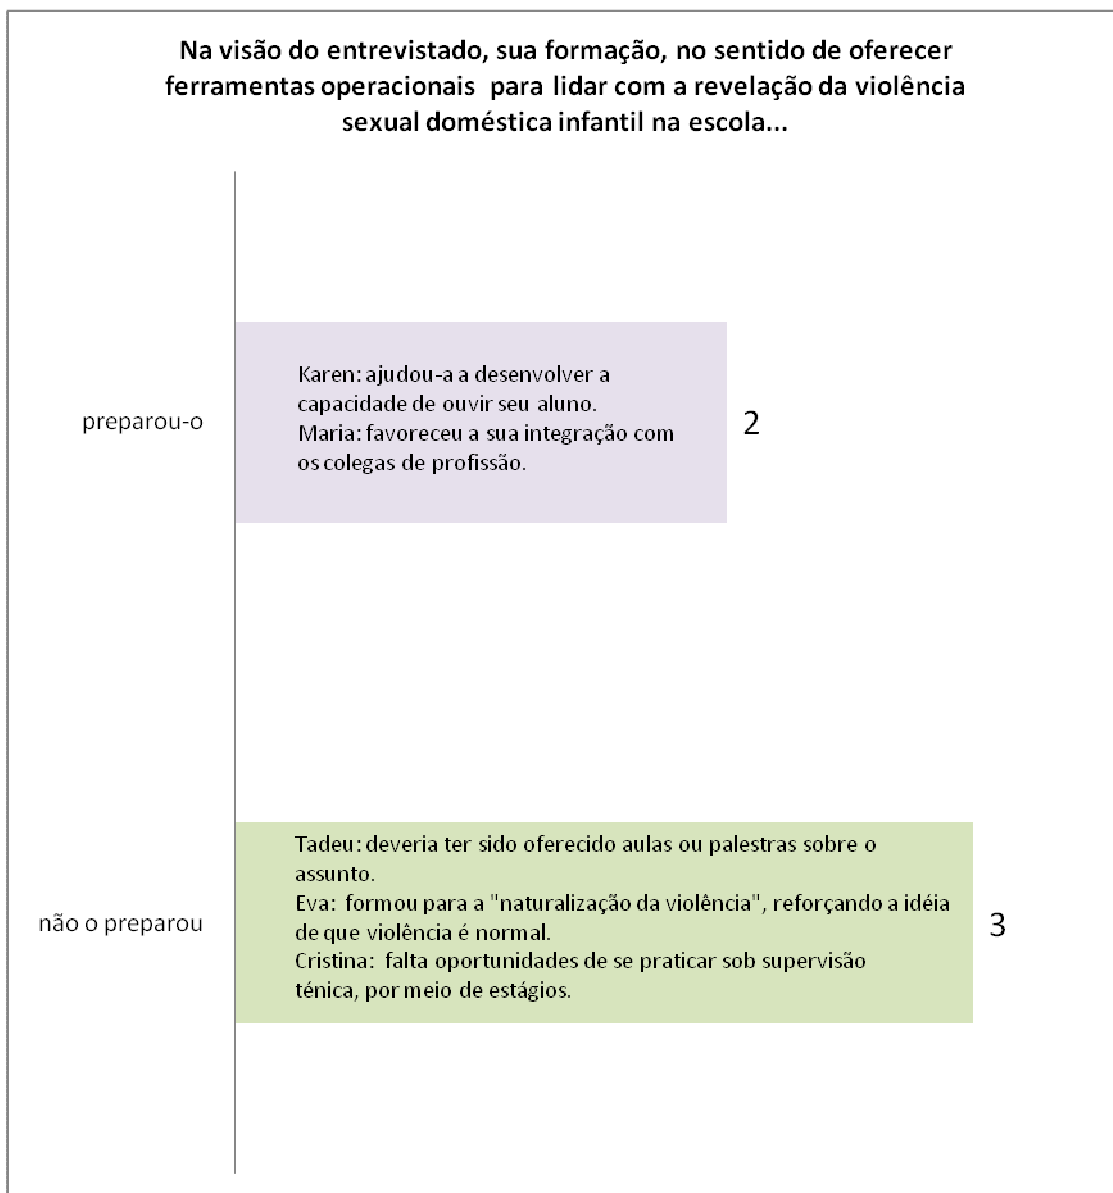 Na visão do entrevistado, sua formação, no sentido de oferecer
ferramentas operacionais para lidar com a revelação da violência
sexual doméstica infantil na escola...
preparou-o
Karen: ajudou-a a desenvolver a
capacidade de ouvir seu aluno.
Maria: favoreceu a sua integração com
os colegas de profissão.
2
não o preparou
Tadeu: deveria ter sido oferecido aulas ou palestras sobre o
assunto.
Eva: formou para a "naturalização da violência", reforçando a idéia
de que violência é normal.
Cristina: falta oportunidades de se praticar sob supervisão
ténica, por meio de estágios.
3